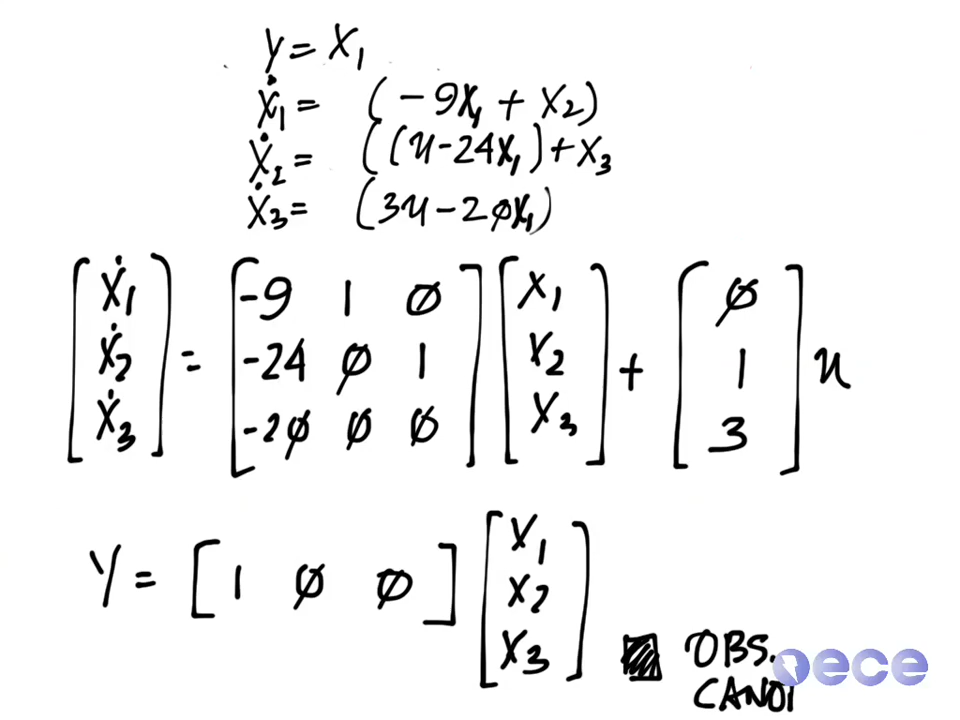 Y = X1
Ẋ1 = (-9X1 + X2)
Ẋ2 = ((u-24X1)+X3
Ẋ3 = (3u-20X1)
[Ẋ1 Ẋ2 Ẋ3] = [-9 1 0 -24 0 1 -20 0 0] [X1 X2 X3] + [0 1 3] u
Y = [1 0 0] [X1 X2 X3]
OBS.
CANO
ece